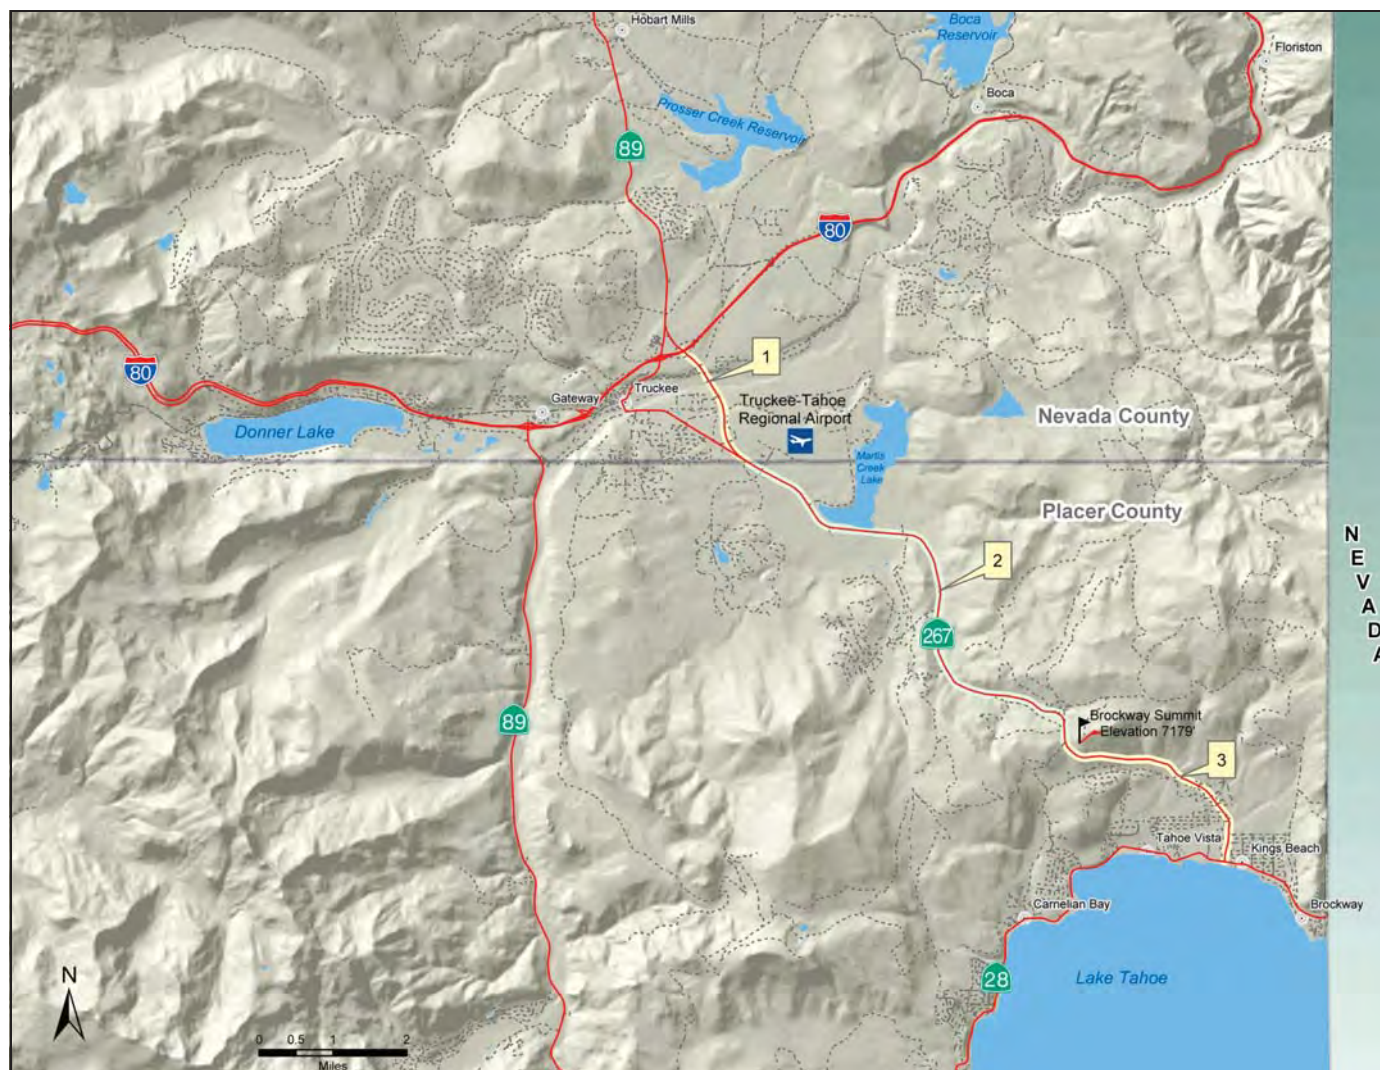 Hobart Mills
Boca
Reservoir
Floriston
Boca
Prosser Creek Reservoir
89
80
1
80
Truckee
Gateway
Truckee-Tahoe
Regional Airport
Nevada County
Donner Lake
Martis
Creek
Lake
Placer County
N
E
V
A
D
A
2
267
89
Brockway Summit
Elevation 7179'
3
Tahoe Vista
Kings Beach
Carnelian Bay
Brockway
N
28
Lake Tahoe
0 0.5 1 2
Miles